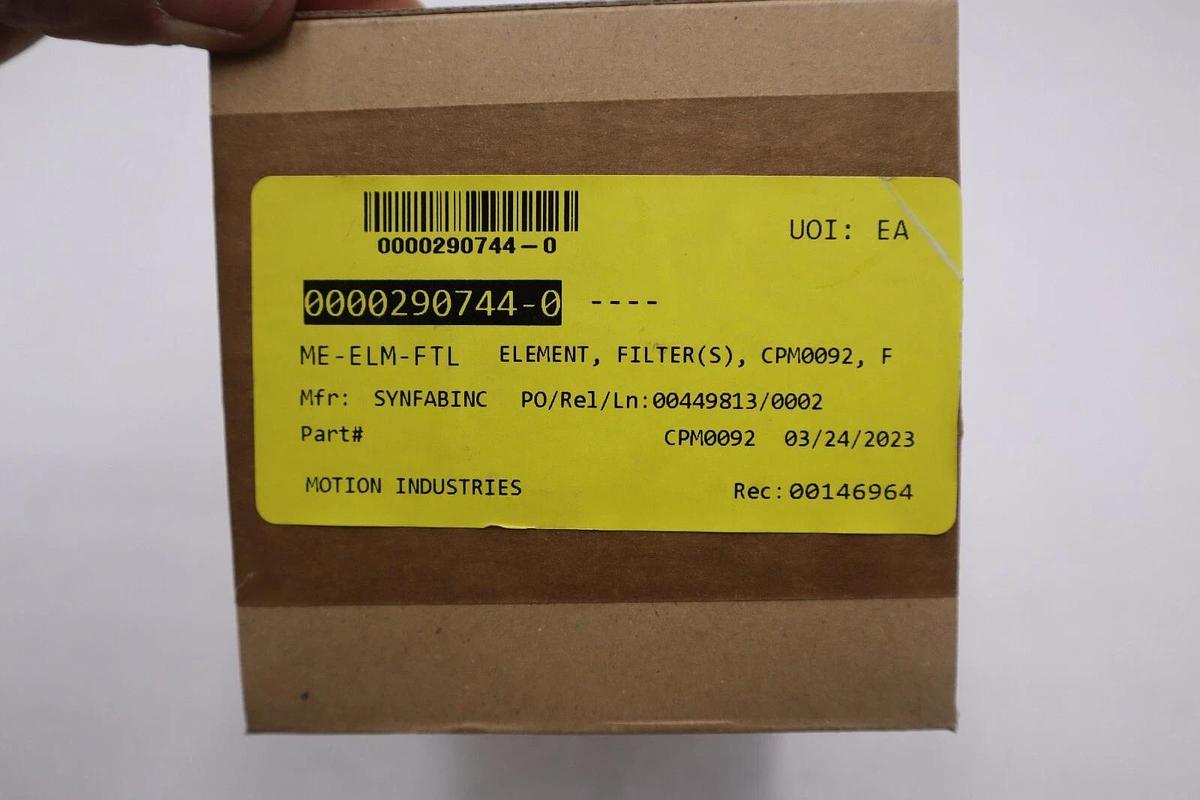 0000290744-0
UOI: EA
0000290744-0 ----
ME-ELM-FTL ELEMENT, FILTER(S), CPM0092, F
Mfr: SYNFABINC PO/Rel/Ln:00449813/0002
Part# CPM0092 03/24/2023
MOTION INDUSTRIES Rec:00146964